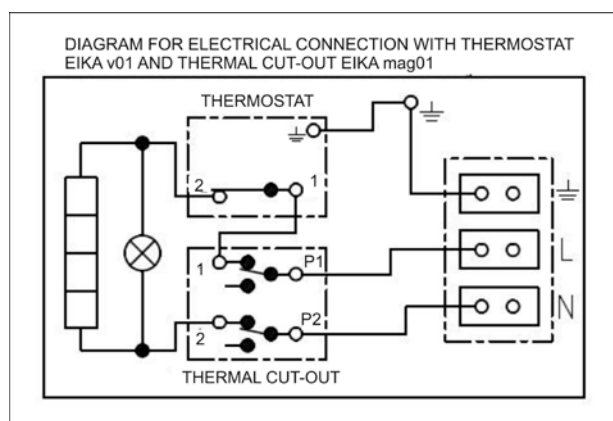 DIAGRAM FOR ELECTRICAL CONNECTION WITH THERMOSTAT
EIKA v01 AND THERMAL CUT-OUT EIKA mag01
THERMOSTAT
2
1
1
P1
L
2
P2
N
THERMAL CUT-OUT